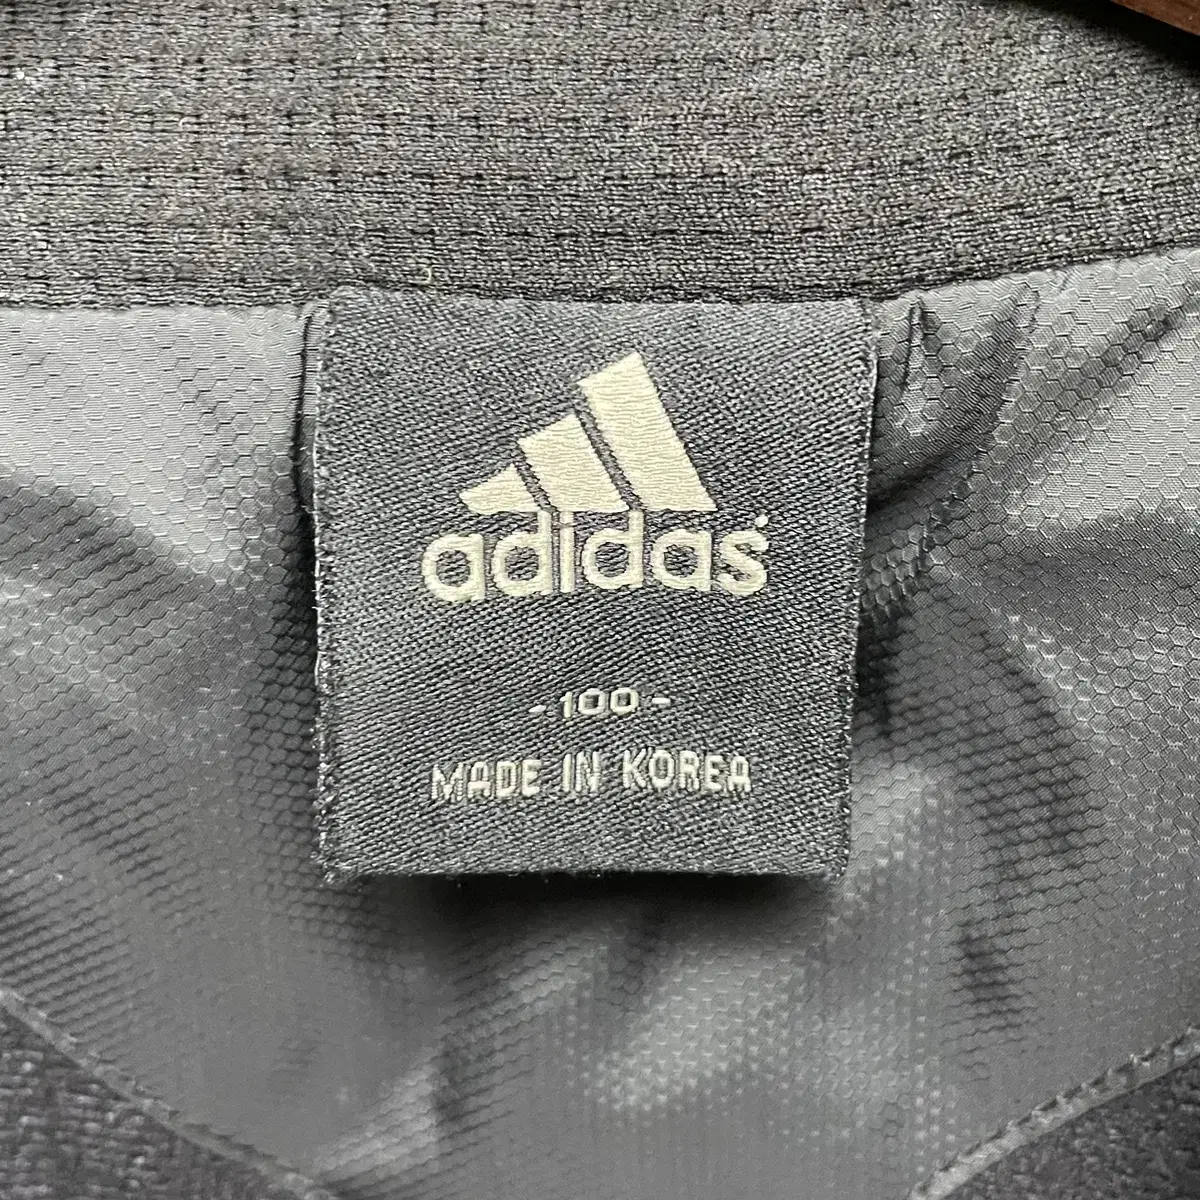 adidas
- 100 -
MADE IN KOREA